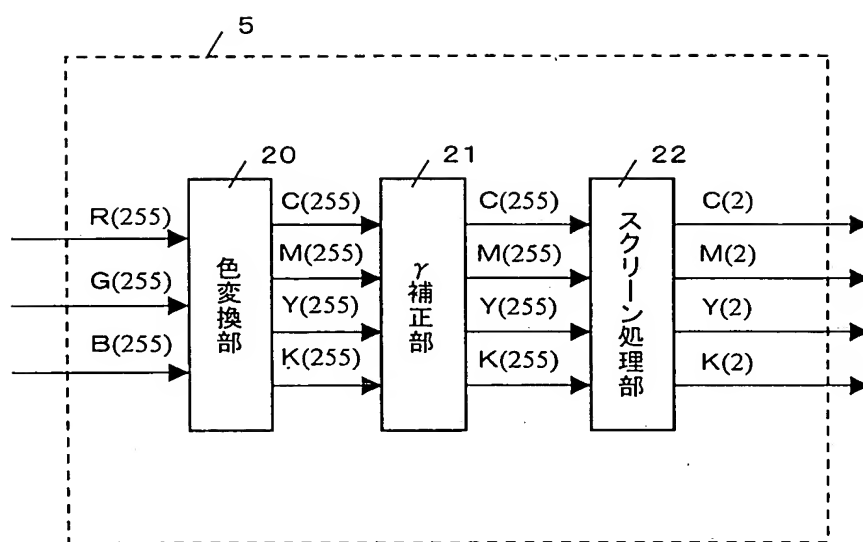 5
20
21
22
R(255)
G(255)
B(255)
色変換部
C(255)
M(255)
Y(255)
K(255)
γ補正部
C(255)
M(255)
Y(255)
K(255)
スクリーン処理部
C(2)
M(2)
Y(2)
K(2)